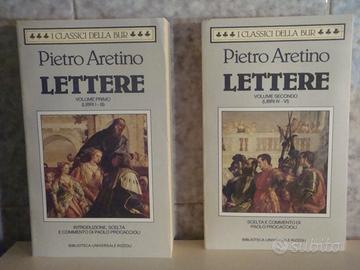 I CLASSICI DELLA BUR
Pietro Aretino
LETTERE
VOLUME PRIMO
(LIBRI I - III)
INTRODUZIONE, SCELTA
E COMMENTO DI PAOLO PROCACCIOLI
BIBLIOTECA UNIVERSALE RIZZOLI
I CLASSICI DELLA BUR
Pietro Aretino
LETTERE
VOLUME SECONDO
(LIBRI IV - VI)
SCELTA E COMMENTO DI
PAOLO PROCACCIOLI
BIBLIOTECA UNIVERSALE RIZZOLI
subito